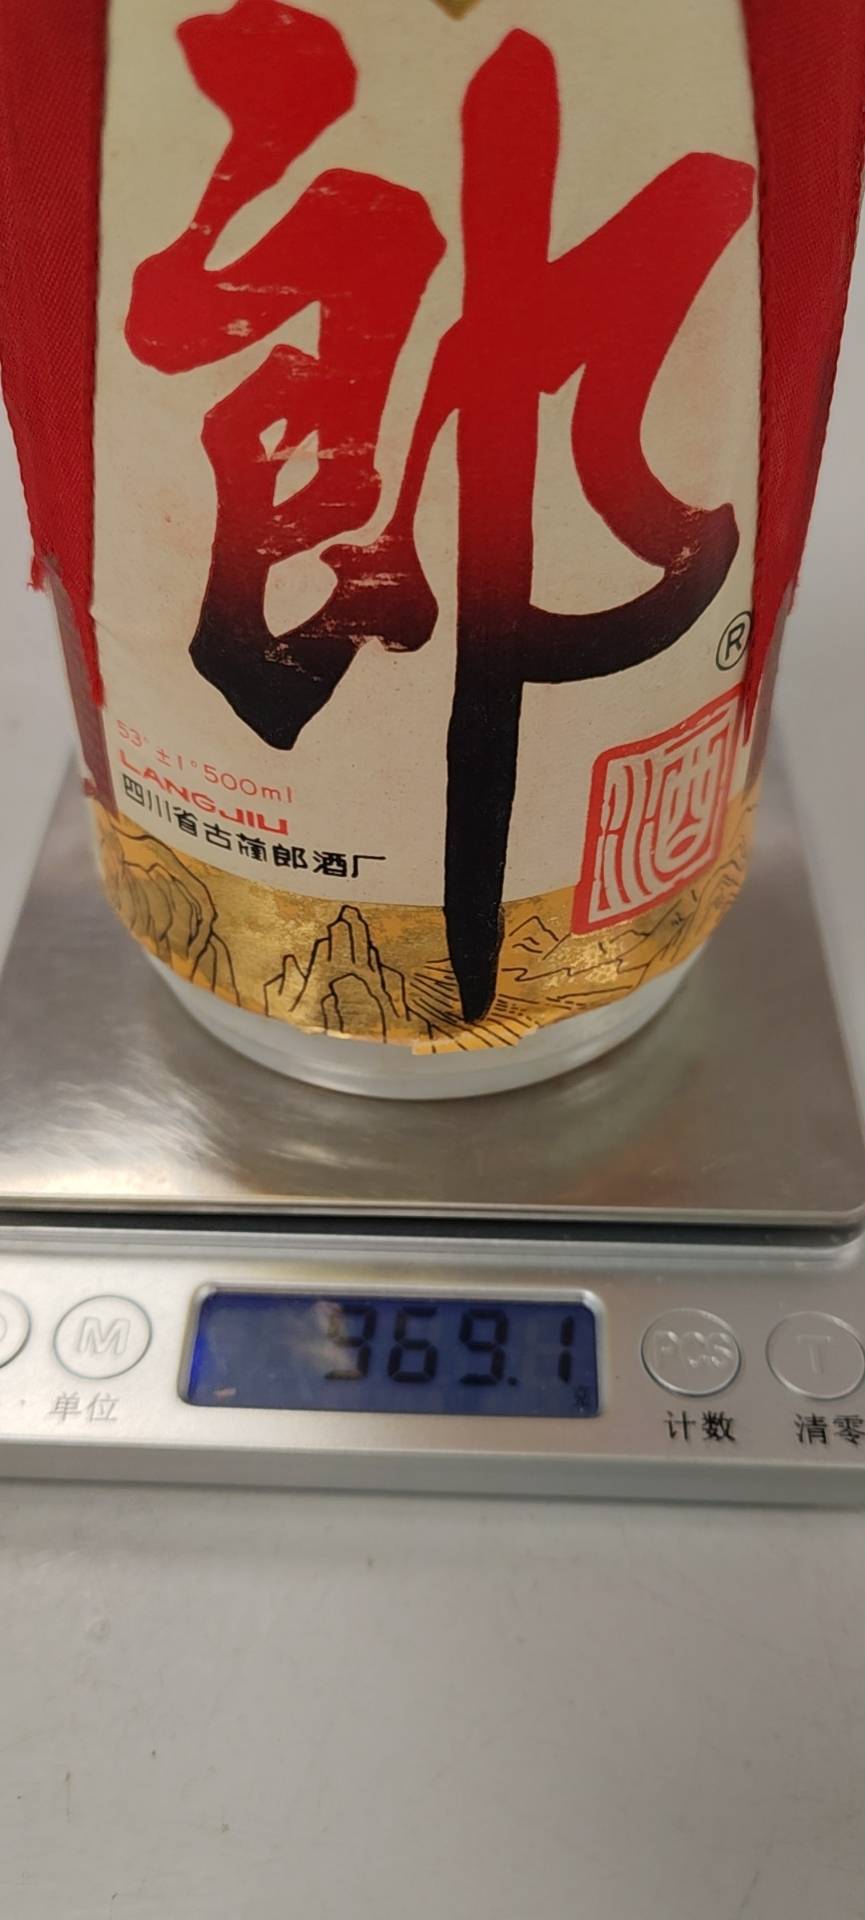 郎
®
53°±1°500ml
LANGJIU
四川省古蔺郎酒厂
酒
M
969.1
g
PCS
T
单位
计数
清零